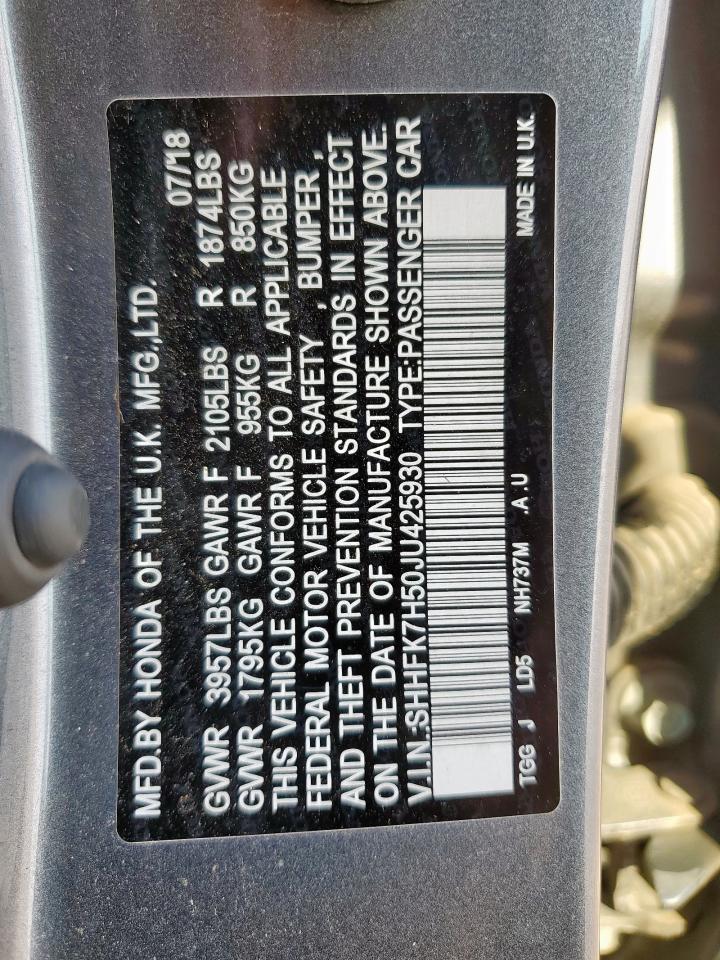 MFD.BY HONDA OF THE U.K. MFG.,LTD. 07/18
GVWR 3957LBS GAWR F 2105LBS R 1874LBS
GVWR 1795KG GAWR F 955KG R 850KG
THIS VEHICLE CONFORMS TO ALL APPLICABLE
FEDERAL MOTOR VEHICLE SAFETY , BUMPER ,
AND THEFT PREVENTION STANDARDS IN EFFECT
ON THE DATE OF MANUFACTURE SHOWN ABOVE.
V.I.N.SHHFK7H50JU425930 TYPE:PASSENGER CAR
TGG J LD5 NH737M .A.U MADE IN U.K.